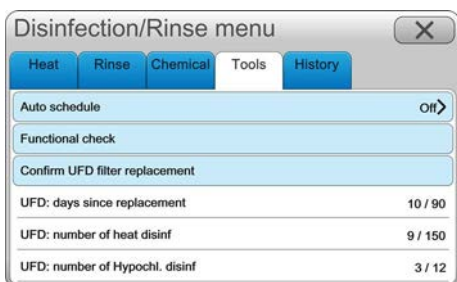 Disinfection/Rinse menu
Heat Rinse Chemical Tools History
Auto schedule Off
Functional check
Confirm UFD filter replacement
UFD: days since replacement 10 / 90
UFD: number of heat disinf 9 / 150
UFD: number of Hypochl. disinf 3 / 12